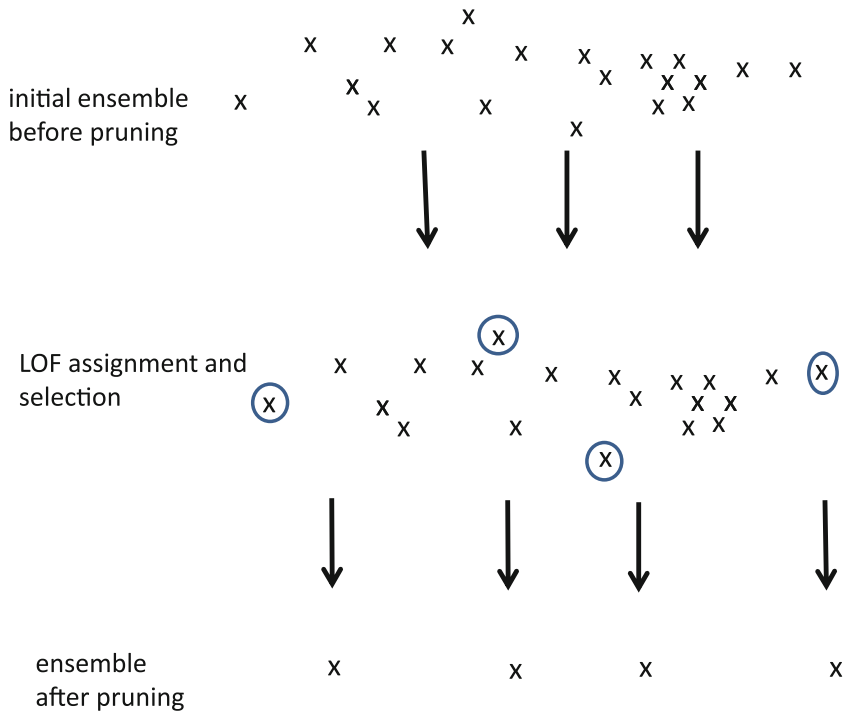 initial ensemble
before pruning
LOF assignment and
selection
ensemble
after pruning